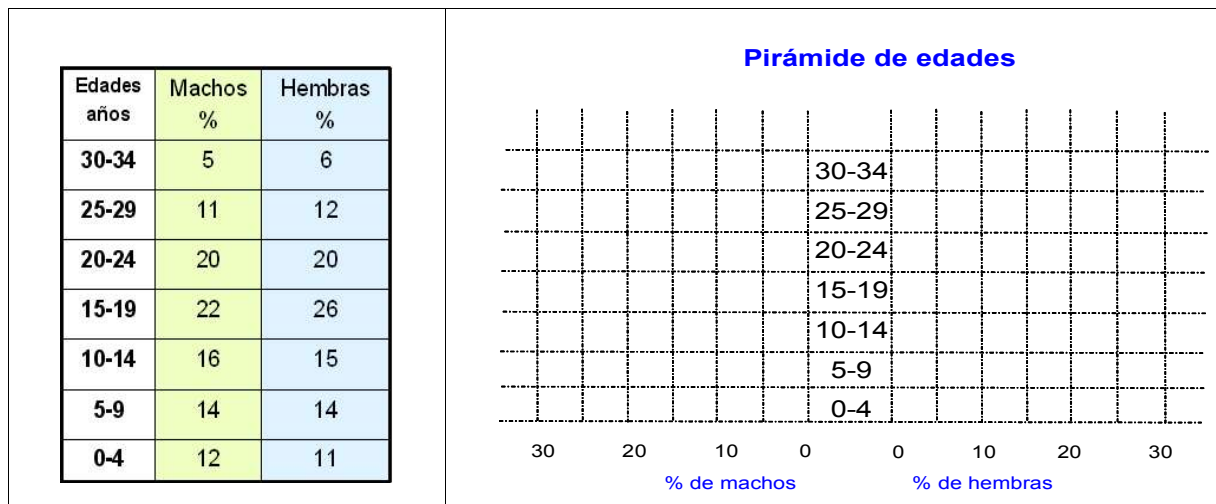 Edades años Machos % Hembras %
30-34 5 6
25-29 11 12
20-24 20 20
15-19 22 26
10-14 16 15
5-9 14 14
0-4 12 11
Pirámide de edades
30-34
25-29
20-24
15-19
10-14
5-9
0-4
30 20 10 0 0 10 20 30
% de machos % de hembras